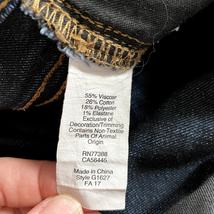 55% Viscose
26% Cotton
18% Polyester
1% Elastane
Exclusive of
Decoration/Trimming
Contains Non-Textile
Parts Of Animal
Origin
RN77388
CA56445
Made in China
Style G1627
FA 17